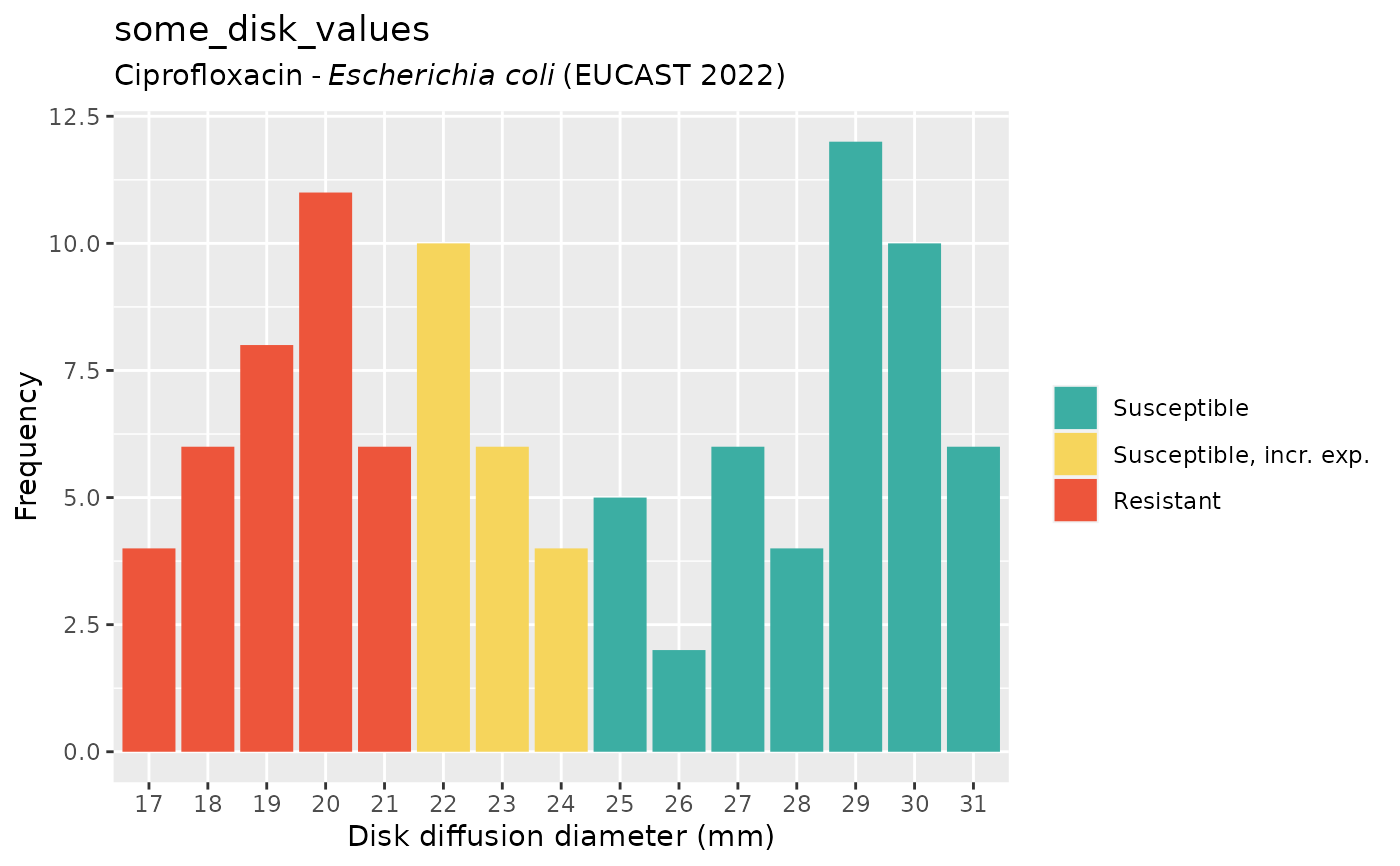 some_disk_values
Ciprofloxacin - Escherichia coli (EUCAST 2022)
12.5
10.0
7.5
5.0
2.5
0.0
Frequency
17 18 19 20 21 22 23 24 25 26 27 28 29 30 31
Disk diffusion diameter (mm)
Susceptible
Susceptible, incr. exp.
Resistant